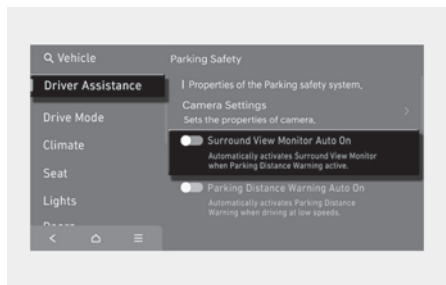 Vehicle
Parking Safety
Driver Assistance
Properties of the Parking safety system,
Drive Mode
Camera Settings
Sets the properties of camera,
Climate
Surround View Monitor Auto On
Automatically activates Surround View Monitor
when Parking Distance Warning active.
Seat
Parking Distance Warning Auto On
Lights
Automatically activates Parking Distance
Warning when driving at low speeds.
Doors